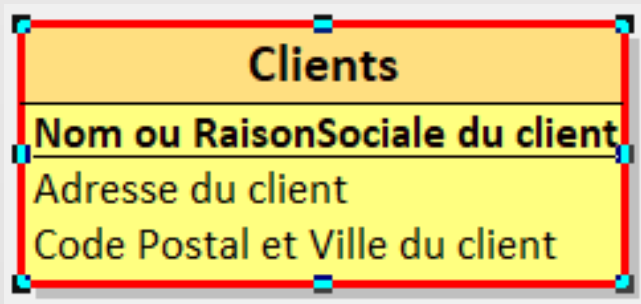 Clients
Nom ou RaisonSociale du client
Adresse du client
Code Postal et Ville du client